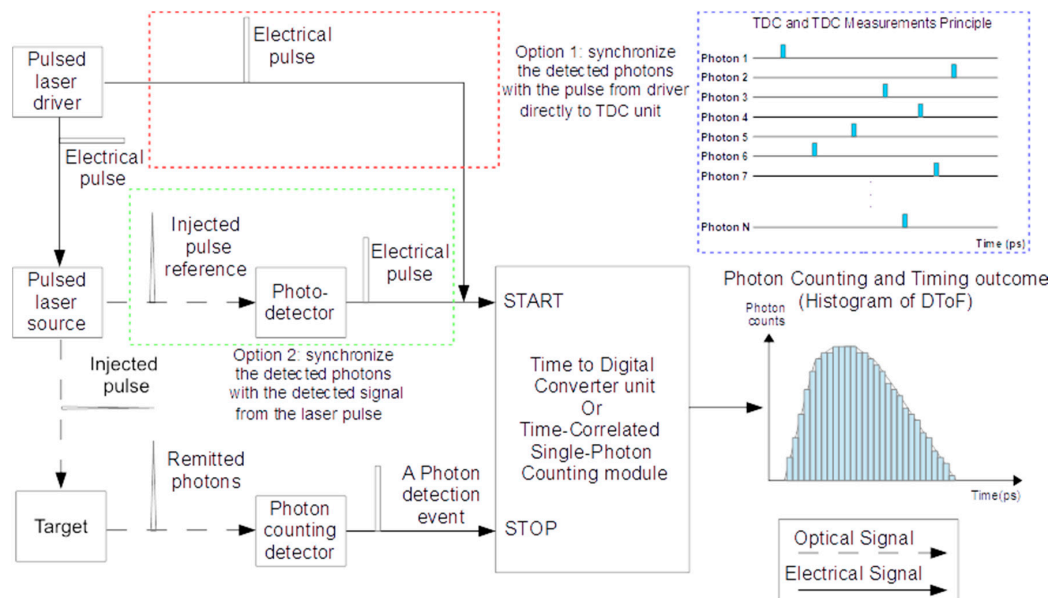 Pulsed
laser
driver
Electrical
pulse
Option 1: synchronize
the detected photons
with the pulse from driver
directly to TDC unit
TDC and TDC Measurements Principle
Photon 1
Photon 2
Photon 3
Photon 4
Photon 5
Photon 6
Photon 7
Photon N
Time (ps)
Electrical
pulse
Pulsed
laser
source
Injected
pulse
reference
Photo-
detector
Electrical
pulse
Option 2: synchronize
the detected photons
with the detected signal
from the laser pulse
Injected
pulse
Target
Remitted
photons
Photon
counting
detector
A Photon
detection
event
START
Time to Digital
Converter unit
Or
Time-Correlated
Single-Photon
Counting module
STOP
Photon Counting and Timing outcome
(Histogram of DToF)
Photon
counts
Time(ps)
Optical Signal
Electrical Signal